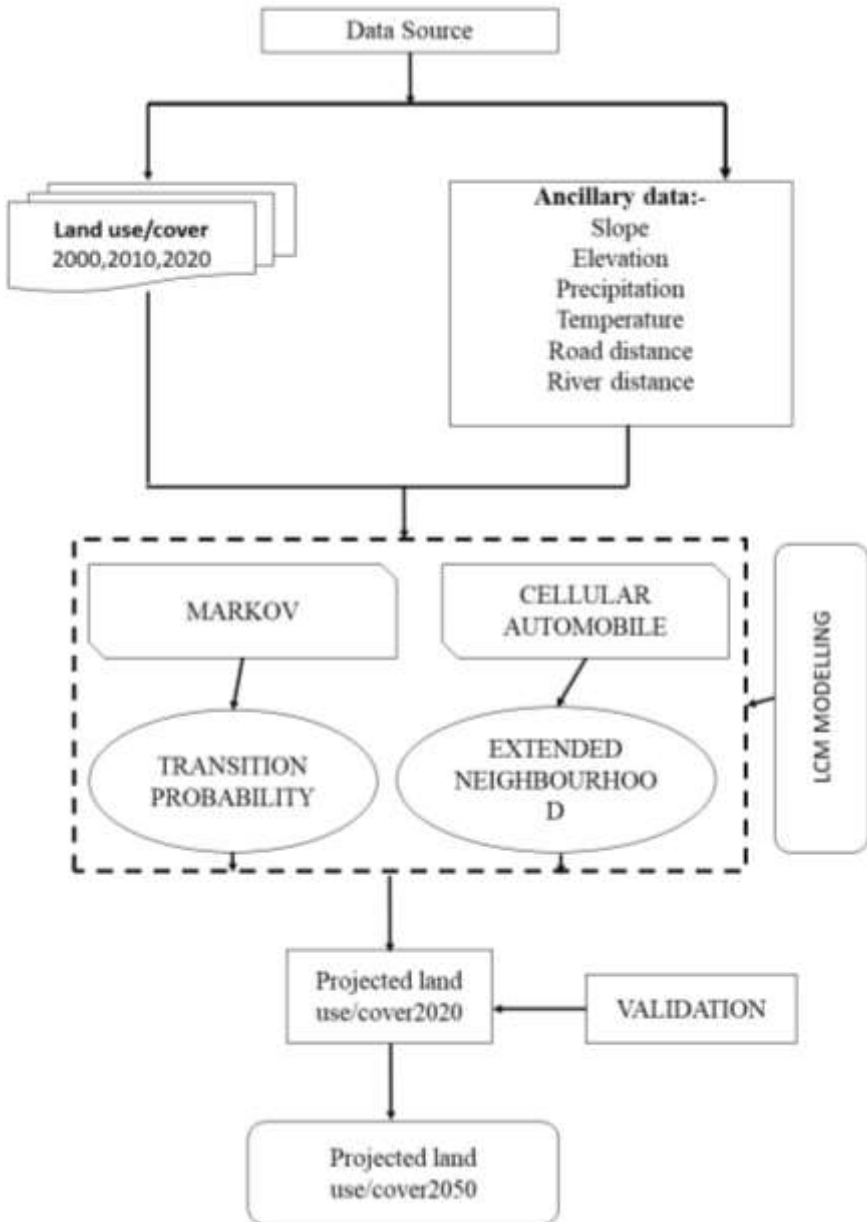 Data Source
Land use/cover
2000,2010,2020
Ancillary data:-
Slope
Elevation
Precipitation
Temperature
Road distance
River distance
MARKOV
CELLULAR
AUTOMOBILE
TRANSITION
PROBABILITY
EXTENDED
NEIGHBOURHOO
D
LCM MODELLING
Projected land
use/cover2020
VALIDATION
Projected land
use/cover2050